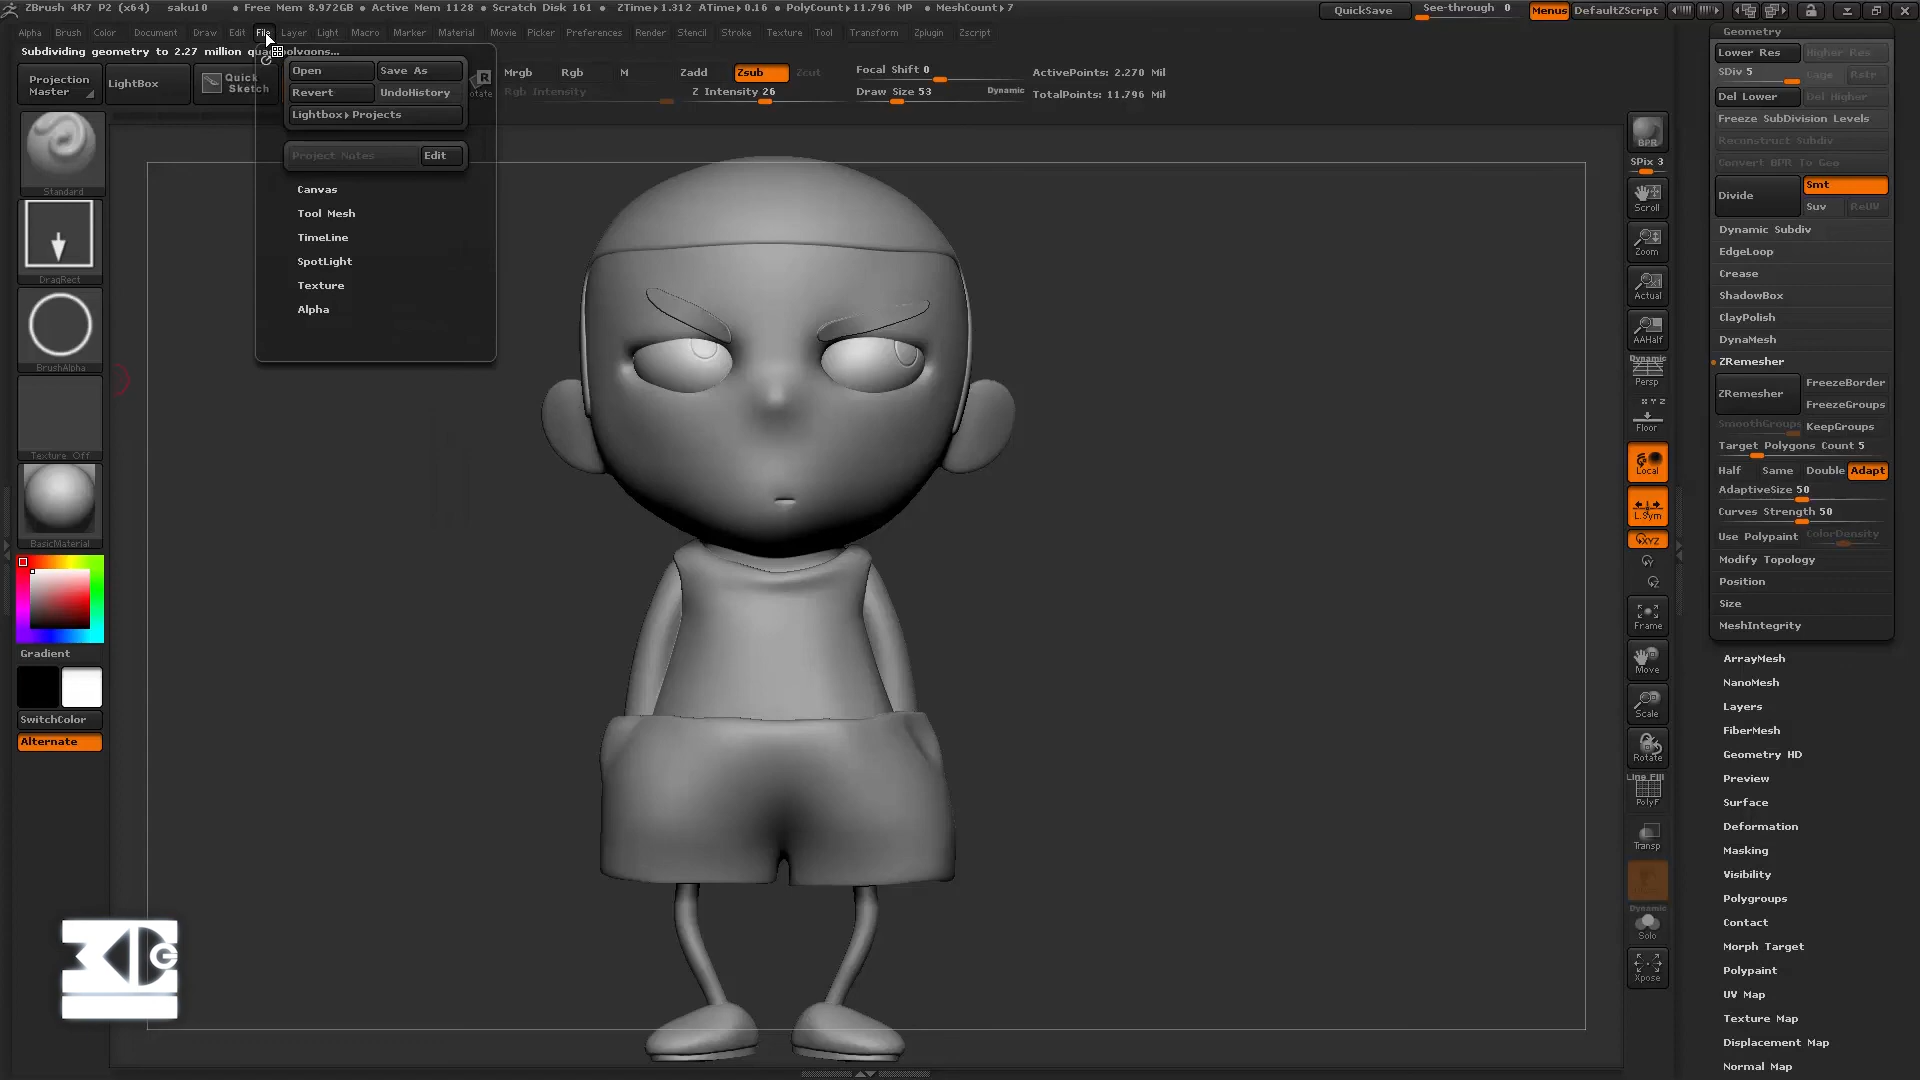 ZBrush 4R7 P2 (x64)   saku10   • Free Mem 8.972GB • Active Mem 1128 • Scratch Disk 161 • ZTime▸1.312 ATime▸0.16 • PolyCount▸11.796 MP • MeshCount▸7
QuickSave See-through 0 Menus DefaultZScript
Alpha Brush Color Document Draw Edit File Layer Light Macro Marker Material Movie Picker Preferences Render Stencil Stroke Texture Tool Transform Zplugin Zscript
Subdividing geometry to 2.27 million
Projection Master
LightBox
Quick Sketch
Open Save As
Revert UndoHistory
Lightbox▸Projects
Project Notes Edit
Canvas
Tool Mesh
TimeLine
SpotLight
Texture
Alpha
Mrgb Rgb M
Rgb Intensity
Zadd Zsub Zcut
Z Intensity 26
Focal Shift 0
Draw Size 53 Dynamic
ActivePoints: 2.270 Mil
TotalPoints: 11.796 Mil
Standard
DragRect
BrushAlpha
Texture Off
BasicMaterial
Gradient
SwitchColor
Alternate
BPR
SPix 3
Scroll
Zoom
Actual
AAHalf
Dynamic
Persp
X Y Z
Floor
Local
L.Sym
XYZ
Y
Z
Frame
Move
Scale
Rotate
Line Fill
PolyF
Transp
Dynamic
Solo
Xpose
Geometry
Lower Res Higher Res
SDiv 5 Cage Rstr
Del Lower Del Higher
Freeze SubDivision Levels
Reconstruct Subdiv
Convert BPR To Geo
Divide Smt
Suv ReUV
Dynamic Subdiv
EdgeLoop
Crease
ShadowBox
ClayPolish
DynaMesh
ZRemesher
ZRemesher FreezeBorder
FreezeGroups
SmoothGroups KeepGroups
Target Polygons Count 5
Half Same Double Adapt
AdaptiveSize 50
Curves Strength 50
Use Polypaint ColorDensity
Modify Topology
Position
Size
MeshIntegrity
ArrayMesh
NanoMesh
Layers
FiberMesh
Geometry HD
Preview
Surface
Deformation
Masking
Visibility
Polygroups
Contact
Morph Target
Polypaint
UV Map
Texture Map
Displacement Map
Normal Map